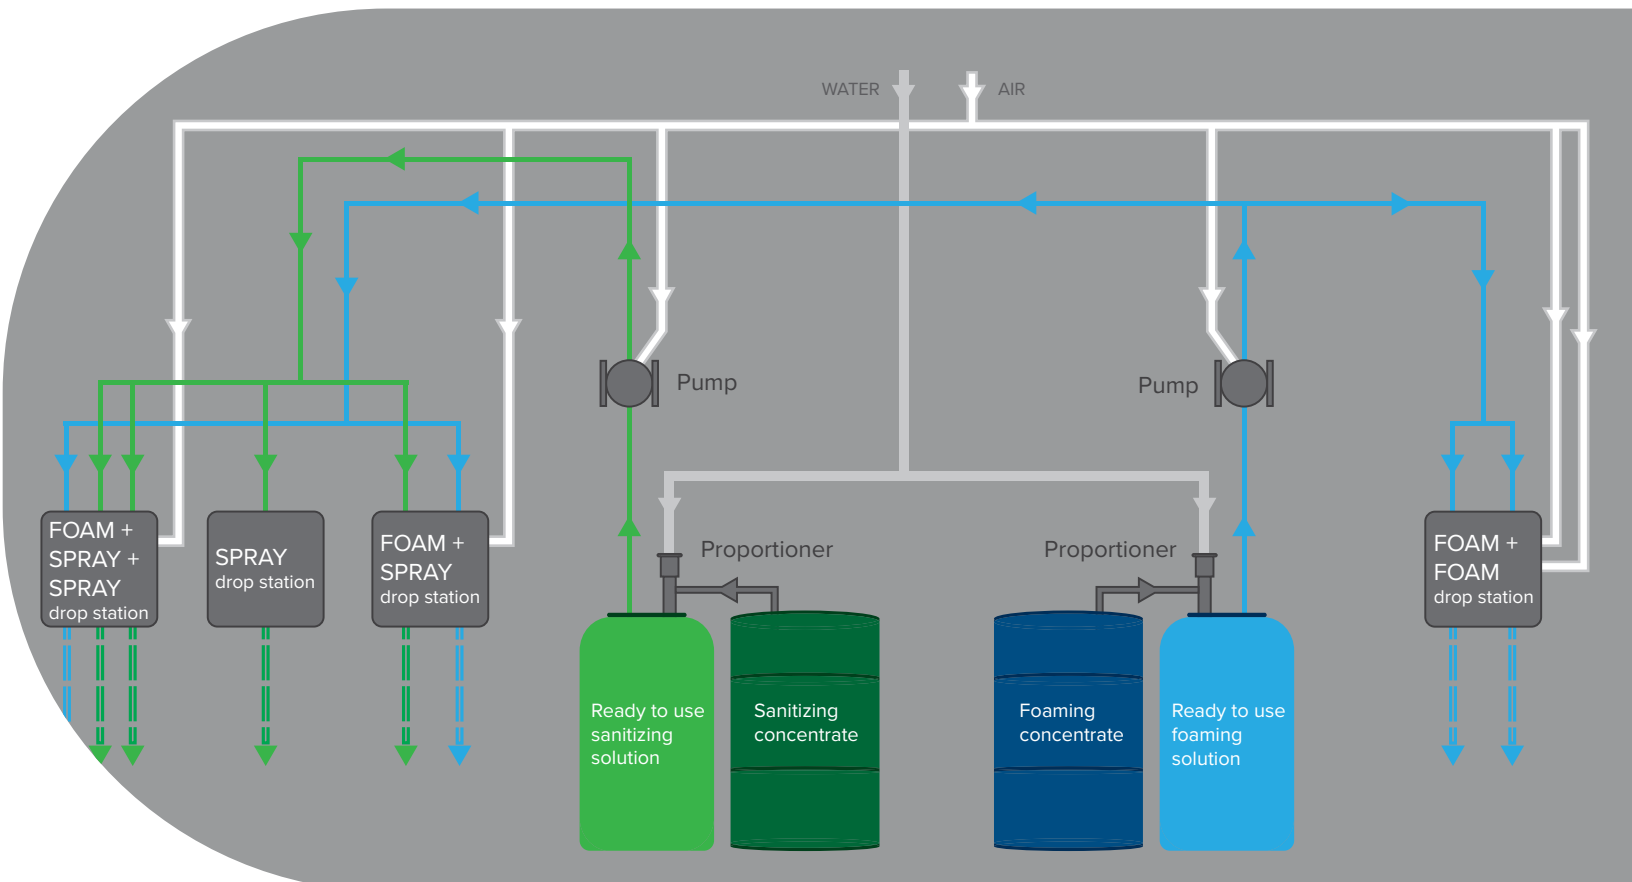 WATER
AIR
Pump
Pump
Proportioner
Proportioner
FOAM +
SPRAY +
SPRAY
drop station
SPRAY
drop station
FOAM +
SPRAY
drop station
FOAM +
FOAM
drop station
Ready to use
sanitizing
solution
Sanitizing
concentrate
Foaming
concentrate
Ready to use
foaming
solution